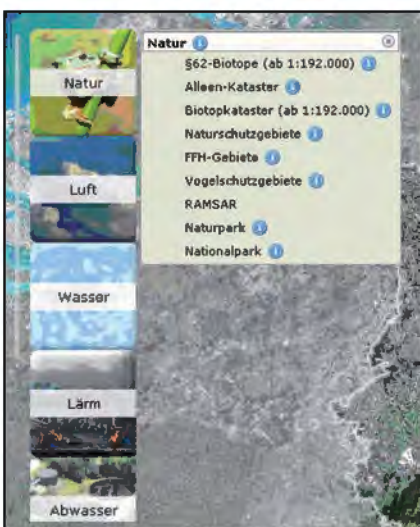 Natur
Luft
Wasser
Lärm
Abwasser
Natur
§62-Biotope (ab 1:192.000)
Alleen-Kataster
Biotopkataster (ab 1:192.000)
Naturschutzgebiete
FFH-Gebiete
Vogelschutzgebiete
RAMSAR
Naturpark
Nationalpark